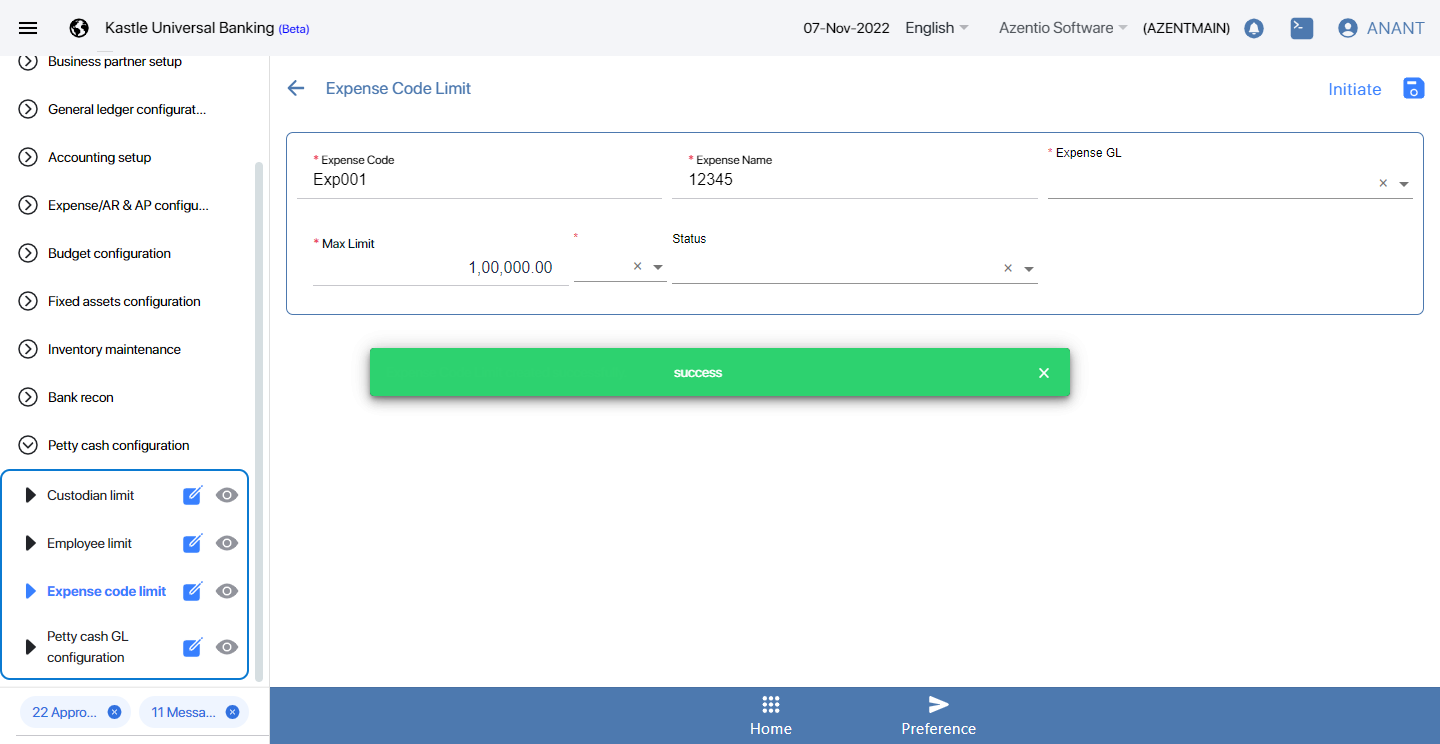 Kastle Universal Banking (Beta)
07-Nov-2022
English
Azentio Software
(AZENTMAIN)
ANANT
Business partner setup
General ledger configurat...
Accounting setup
Expense/AR & AP configu...
Budget configuration
Fixed assets configuration
Inventory maintenance
Bank recon
Petty cash configuration
Custodian limit
Employee limit
Expense code limit
Petty cash GL
configuration
22 Appro...
11 Messa...
Expense Code Limit
Initiate
* Expense Code
Exp001
* Expense Name
12345
* Expense GL
* Max Limit
1,00,000.00
*
Status
success
Home
Preference